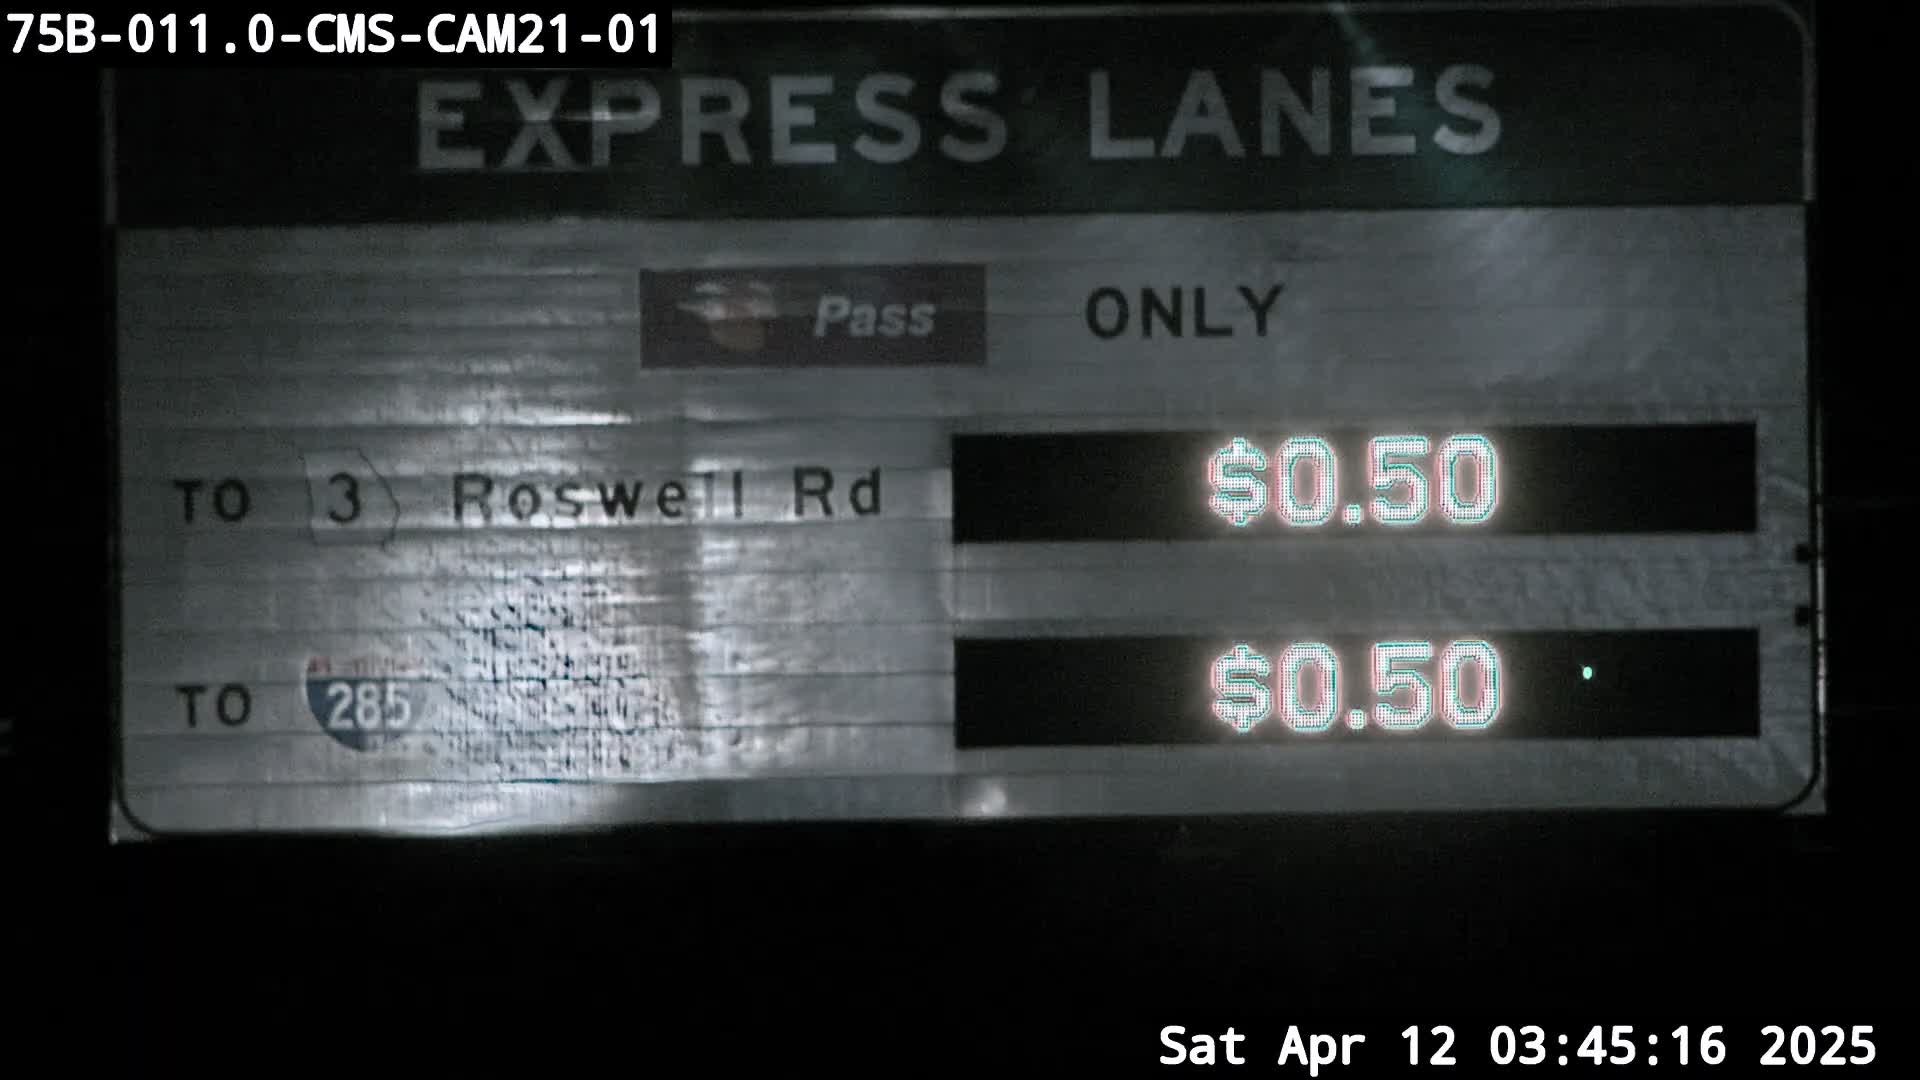 75B-011.0-CMS-CAM21-01
EXPRESS LANES
Pass ONLY
TO 3 Roswell Rd $0.50
TO 285 $0.50
Sat Apr 12 03:45:16 2025